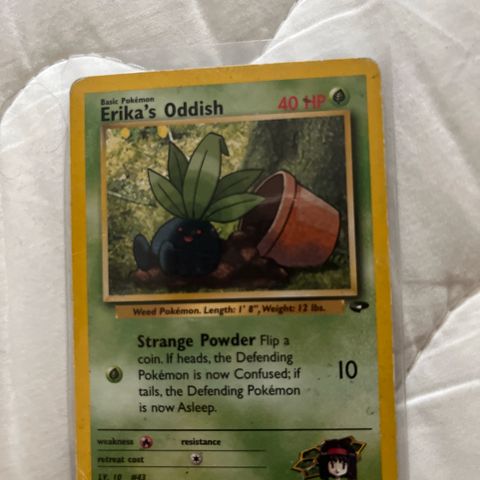 Basic Pokémon
Erika's Oddish
40 HP
Weed Pokémon. Length: 1' 8", Weight: 12 lbs.
Strange Powder Flip a
coin. If heads, the Defending
Pokémon is now Confused; if
tails, the Defending Pokémon
is now Asleep.
10
weakness resistance
retreat cost
LV. 10 #43